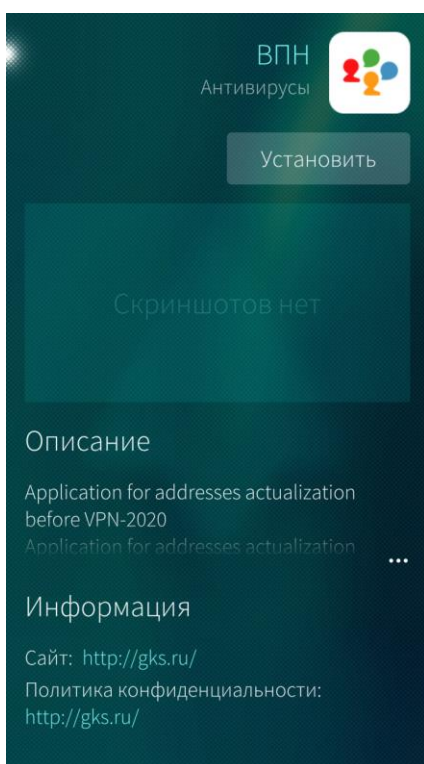 ВПН
Антивирусы
Установить
Скриншотов нет
Описание
Application for addresses actualization
before VPN-2020
Application for addresses actualization
...
Информация
Сайт: http://gks.ru/
Политика конфиденциальности:
http://gks.ru/